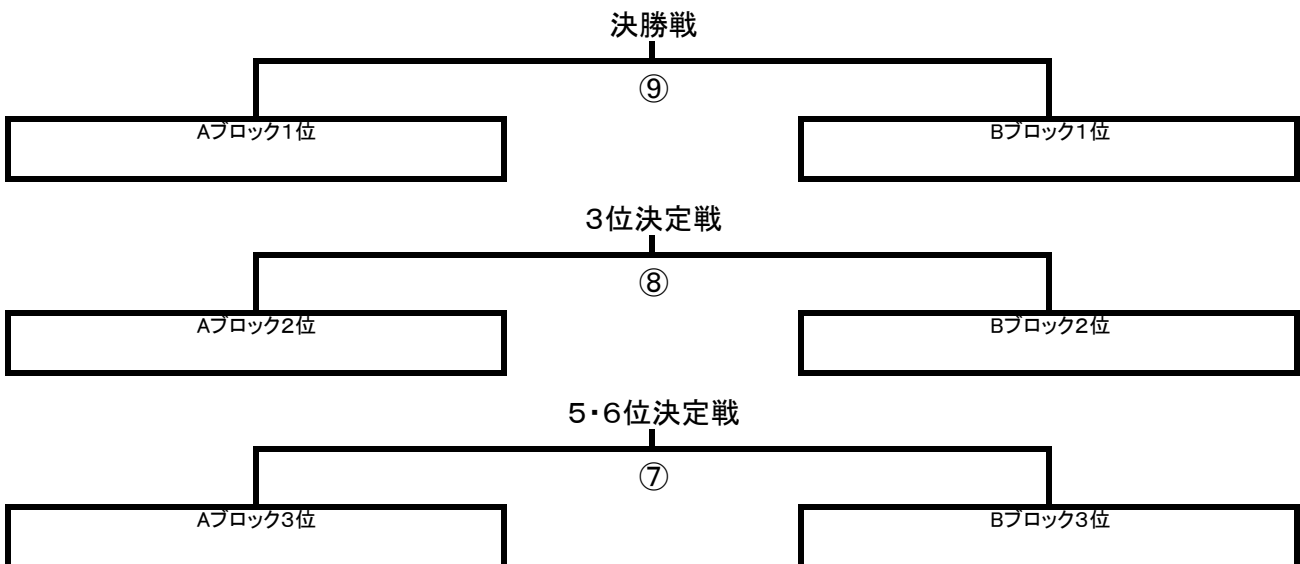 決勝戦
⑨
Aブロック１位
Bブロック１位
３位決定戦
⑧
Aブロック２位
Bブロック２位
５・６位決定戦
⑦
Aブロック３位
Bブロック３位